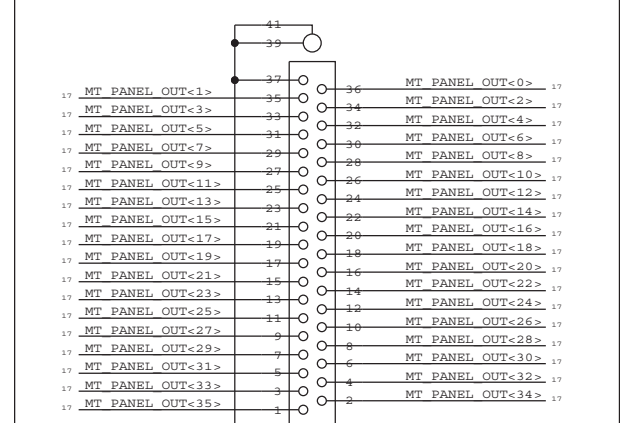 41
39
37
36 MT_PANEL_OUT<0> 17
17 MT_PANEL_OUT<1> 35
34 MT_PANEL_OUT<2> 17
17 MT_PANEL_OUT<3> 33
32 MT_PANEL_OUT<4> 17
17 MT_PANEL_OUT<5> 31
30 MT_PANEL_OUT<6> 17
17 MT_PANEL_OUT<7> 29
28 MT_PANEL_OUT<8> 17
17 MT_PANEL_OUT<9> 27
26 MT_PANEL_OUT<10> 17
17 MT_PANEL_OUT<11> 25
24 MT_PANEL_OUT<12> 17
17 MT_PANEL_OUT<13> 23
22 MT_PANEL_OUT<14> 17
17 MT_PANEL_OUT<15> 21
20 MT_PANEL_OUT<16> 17
17 MT_PANEL_OUT<17> 19
18 MT_PANEL_OUT<18> 17
17 MT_PANEL_OUT<19> 17
16 MT_PANEL_OUT<20> 17
17 MT_PANEL_OUT<21> 15
14 MT_PANEL_OUT<22> 17
17 MT_PANEL_OUT<23> 13
12 MT_PANEL_OUT<24> 17
17 MT_PANEL_OUT<25> 11
10 MT_PANEL_OUT<26> 17
17 MT_PANEL_OUT<27> 9
8 MT_PANEL_OUT<28> 17
17 MT_PANEL_OUT<29> 7
6 MT_PANEL_OUT<30> 17
17 MT_PANEL_OUT<31> 5
4 MT_PANEL_OUT<32> 17
17 MT_PANEL_OUT<33> 3
2 MT_PANEL_OUT<34> 17
17 MT_PANEL_OUT<35> 1